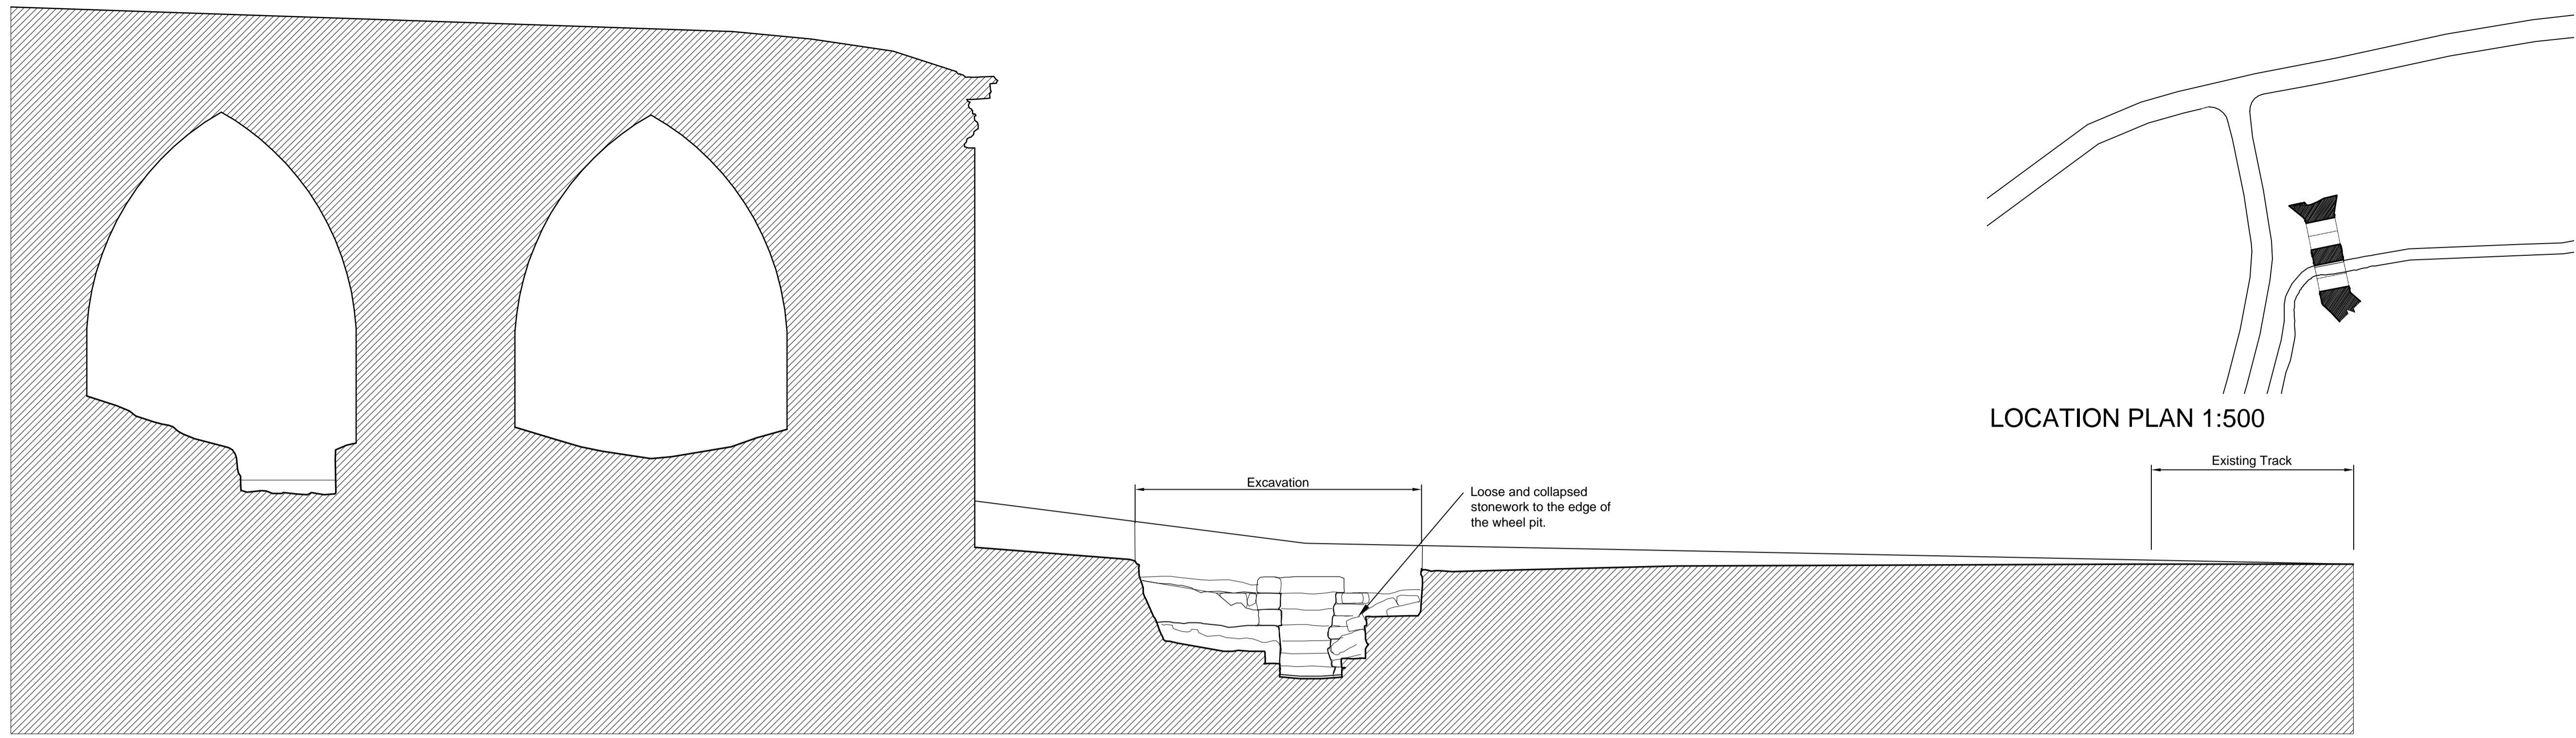 LOCATION PLAN 1:500
Existing Track
Excavation
Loose and collapsed
stonework to the edge of
the wheel pit.